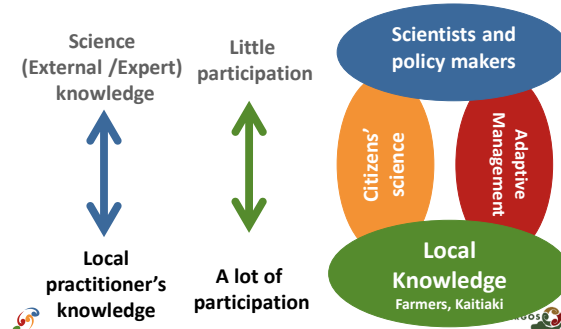 Science
(External /Expert)
knowledge
Little
participation
Scientists and
policy makers
Citizens’
science
Adaptive
Management
Local
practitioner’s
knowledge
A lot of
participation
Local
Knowledge
Farmers, Kaitiaki